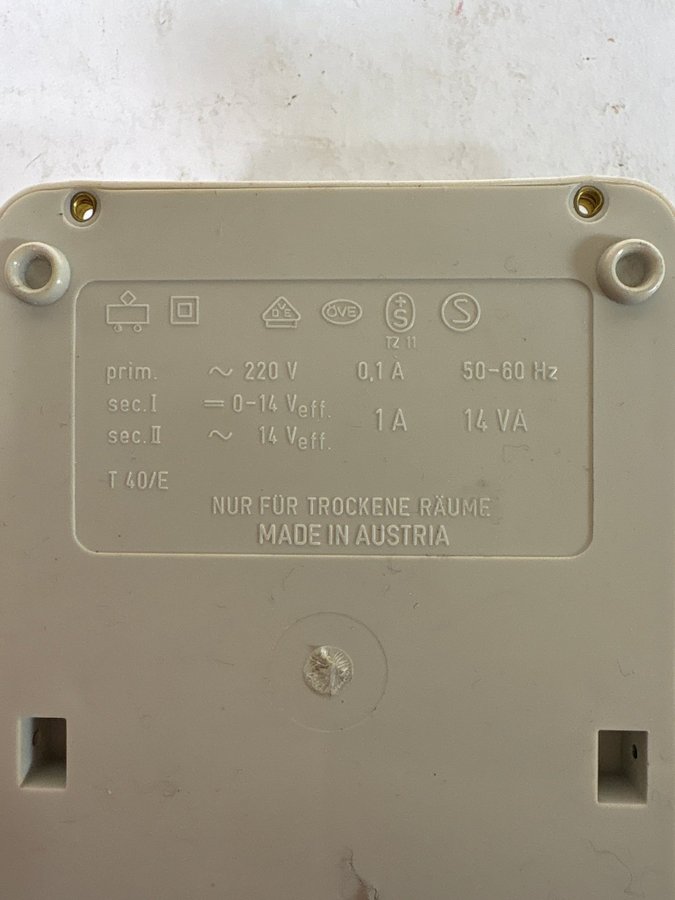 VDE ÖVE +S S
TZ 11
prim. ~ 220 V 0,1 A 50-60 Hz
sec. I = 0-14 Veff.
1 A 14 VA
sec. II ~ 14 Veff.
T 40/E
NUR FÜR TROCKENE RÄUME
MADE IN AUSTRIA